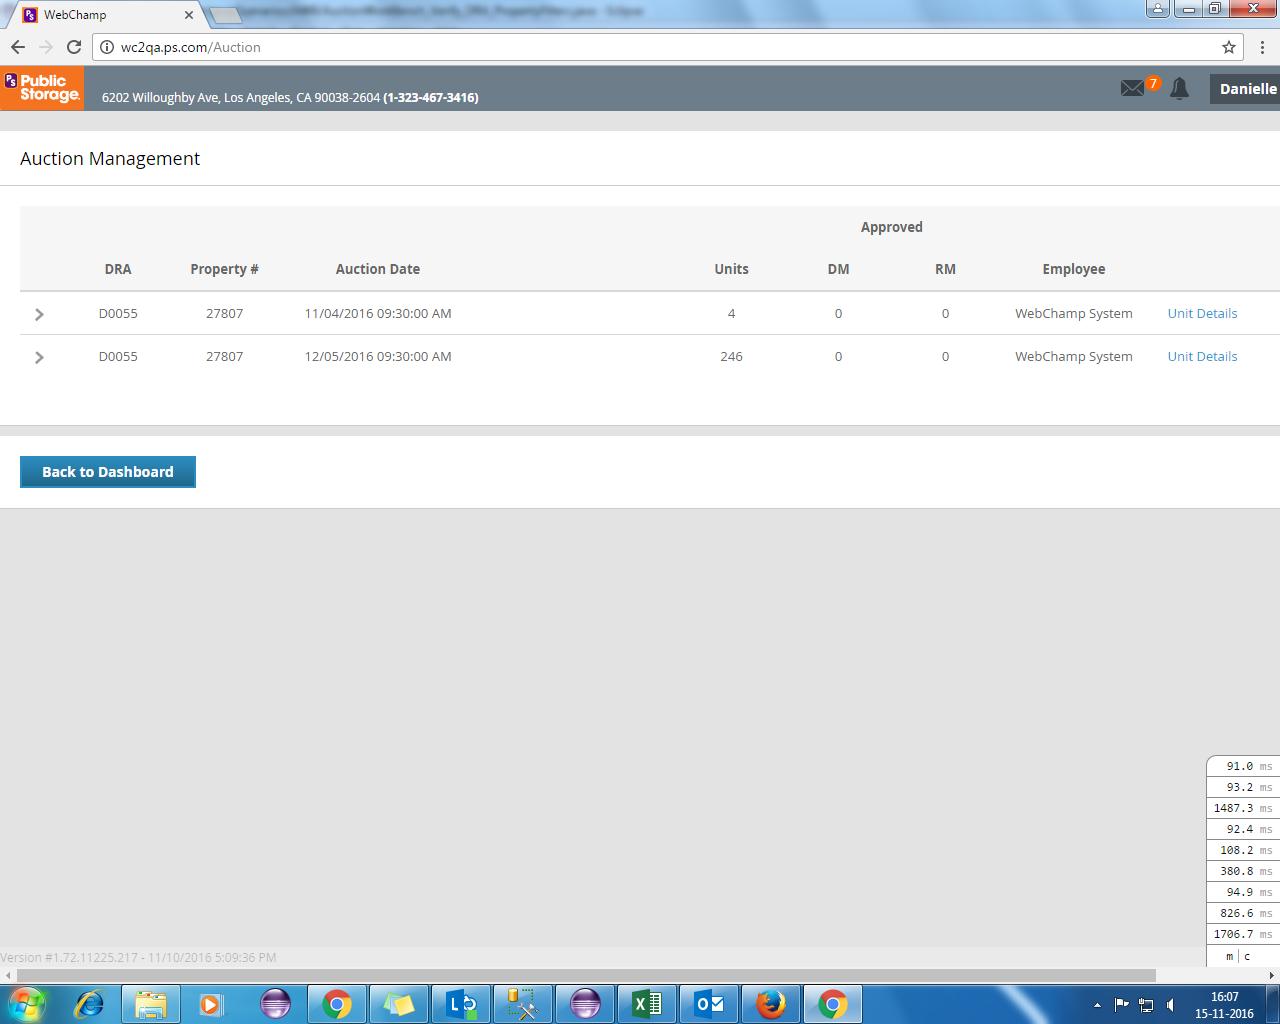 WebChamp
wc2qa.ps.com/Auction
PS Public Storage.
6202 Willoughby Ave, Los Angeles, CA 90038-2604 (1-323-467-3416)
7
Danielle
Auction Management
Approved
DRA Property # Auction Date Units DM RM Employee
D0055 27807 11/04/2016 09:30:00 AM 4 0 0 WebChamp System Unit Details
D0055 27807 12/05/2016 09:30:00 AM 246 0 0 WebChamp System Unit Details
Back to Dashboard
91.0 ms
93.2 ms
1487.3 ms
92.4 ms
108.2 ms
380.8 ms
94.9 ms
826.6 ms
1706.7 ms
m | c
Version #1.72.11225.217 - 11/10/2016 5:09:36 PM
16:07
15-11-2016